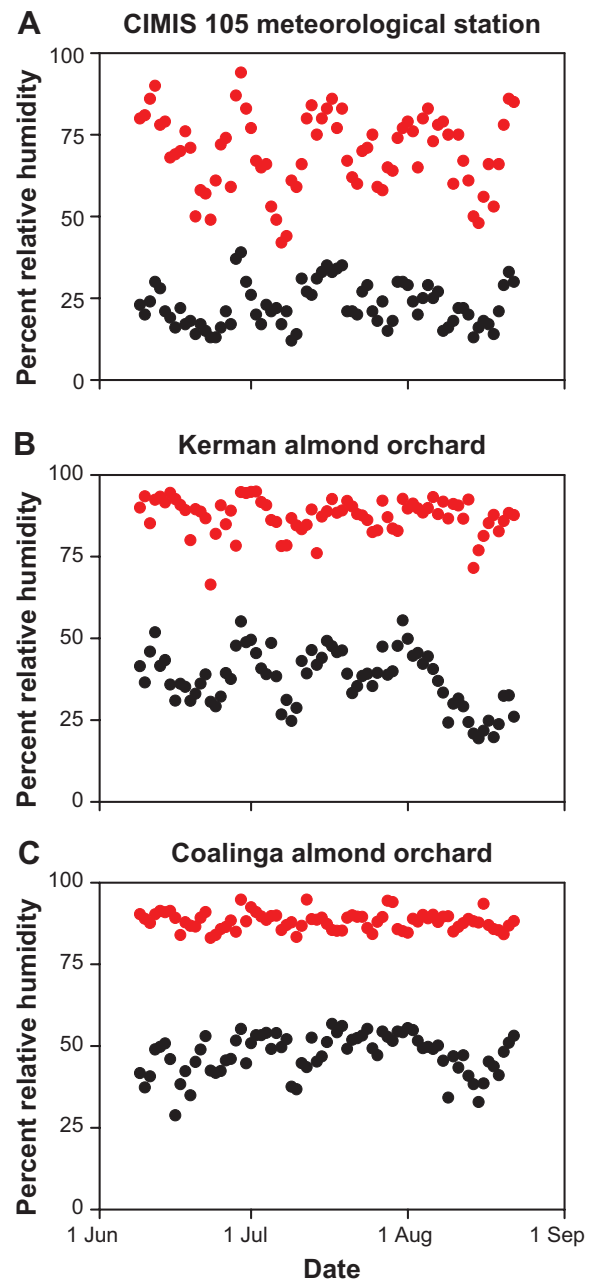 A CIMIS 105 meteorological station
Percent relative humidity
100
75
50
25
0
B Kerman almond orchard
Percent relative humidity
100
75
50
25
0
C Coalinga almond orchard
Percent relative humidity
100
75
50
25
0
1 Jun 1 Jul 1 Aug 1 Sep
Date